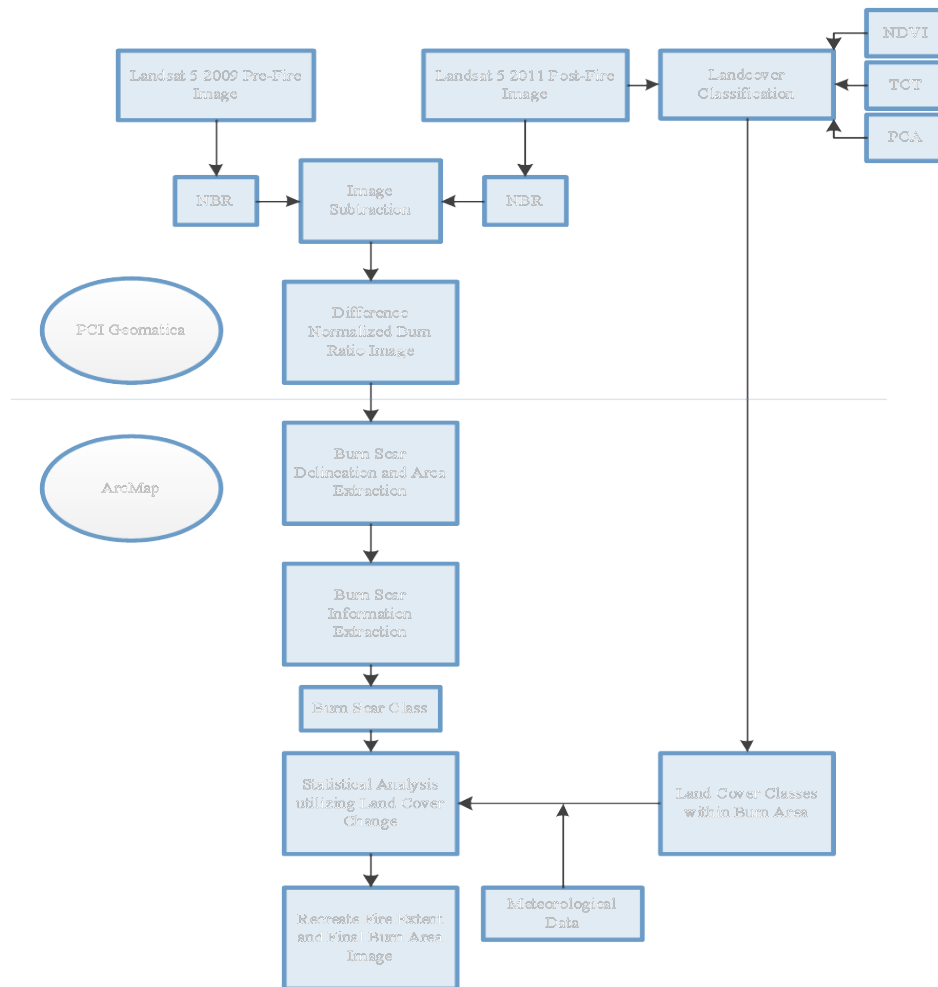 NDVI
Landsat 5 2009 Pre-Fire
Image
Landsat 5 2011 Post-Fire
Image
Landcover
Classification
TCT
PCA
NBR
Image
Subtraction
NBR
PCI Geomatica
Difference
Normalized Burn
Ratio Image
ArcMap
Burn Scar
Delineation and Area
Extraction
Burn Scar
Information
Extraction
Burn Scar Class
Statistical Analysis
utilizing Land Cover
Change
Land Cover Classes
within Burn Area
Meteorological
Data
Recreate Fire Extent
and Final Burn Area
Image